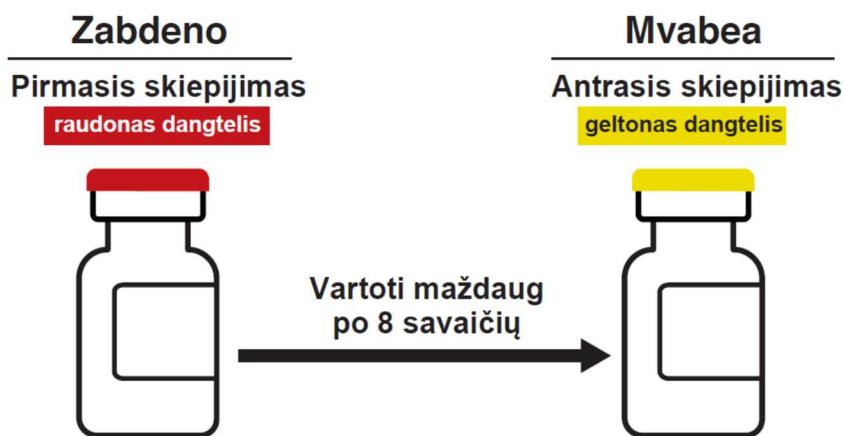 Zabdeno
Pirmasis skiepijimas
raudonas dangtelis
Vartoti maždaug
po 8 savaičių
Mvabea
Antrasis skiepijimas
geltonas dangtelis